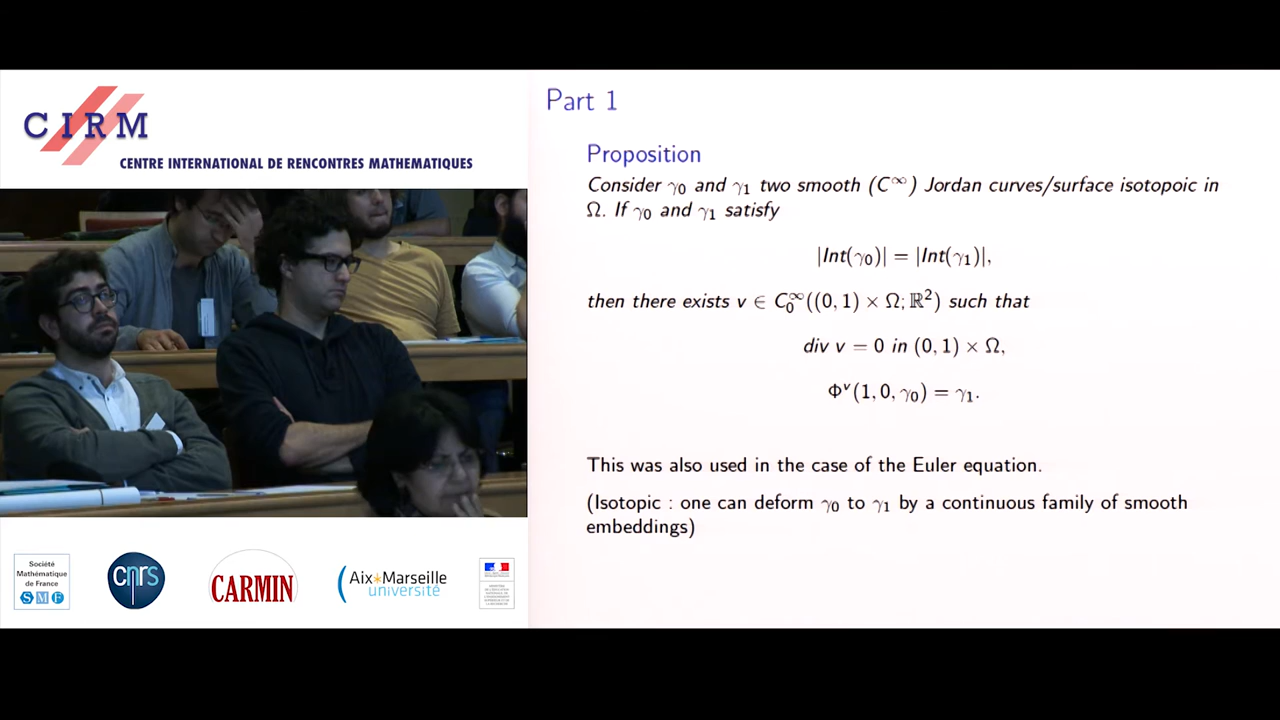 CIRM
CENTRE INTERNATIONAL DE RENCONTRES MATHEMATIQUES
Société
Mathématique
de France
SMF
cnrs
CARMIN
Aix*Marseille
université
Part 1
Proposition
Consider γ₀ and γ₁ two smooth (C^∞) Jordan curves/surface isotopoic in
Ω. If γ₀ and γ₁ satisfy
|Int(γ₀)| = |Int(γ₁)|,
then there exists v ∈ C₀^∞((0, 1) × Ω; ℝ²) such that
div v = 0 in (0, 1) × Ω,
Φ^v(1, 0, γ₀) = γ₁.
This was also used in the case of the Euler equation.
(Isotopic : one can deform γ₀ to γ₁ by a continuous family of smooth
embeddings)